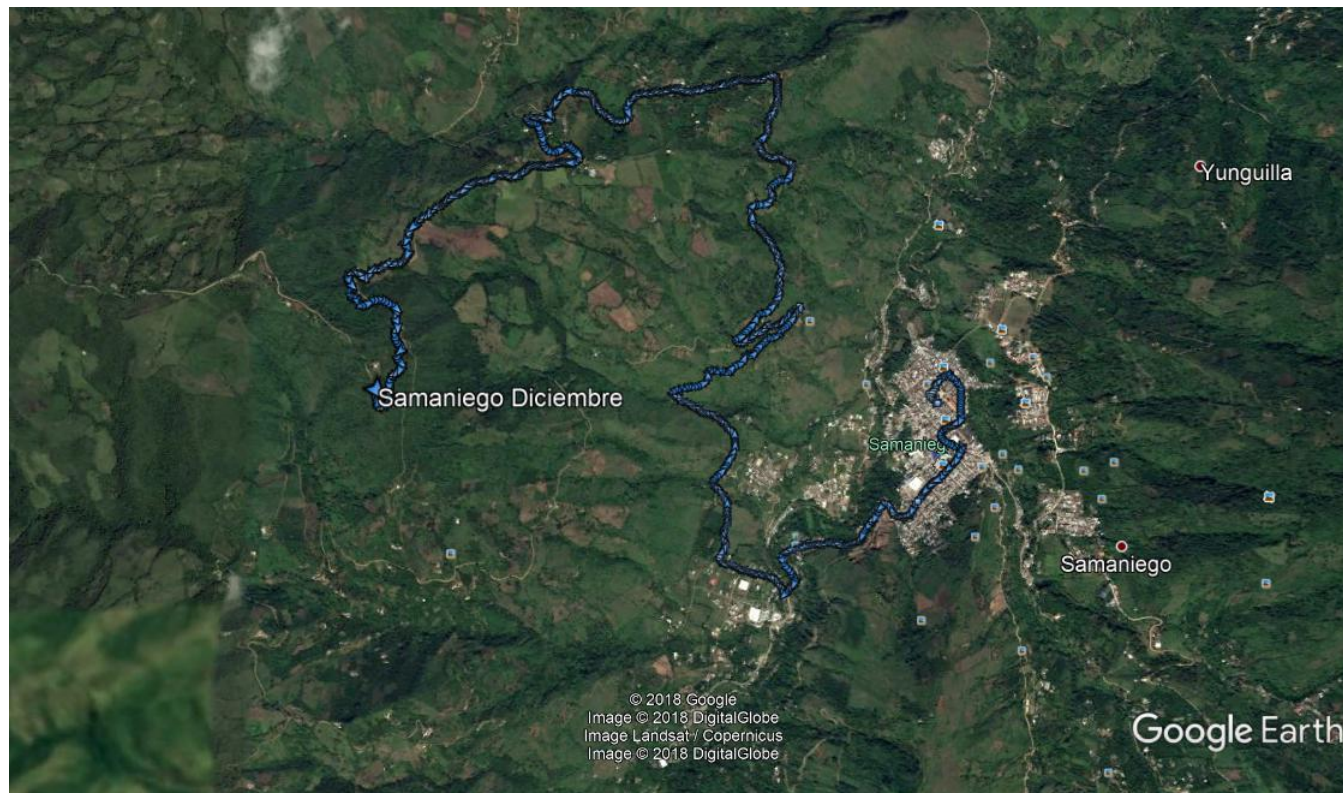 Yunguilla
Samaniego Diciembre
Samaniego
Samaniego
© 2018 Google
Image © 2018 DigitalGlobe
Image Landsat / Copernicus
Image © 2018 DigitalGlobe
Google Earth